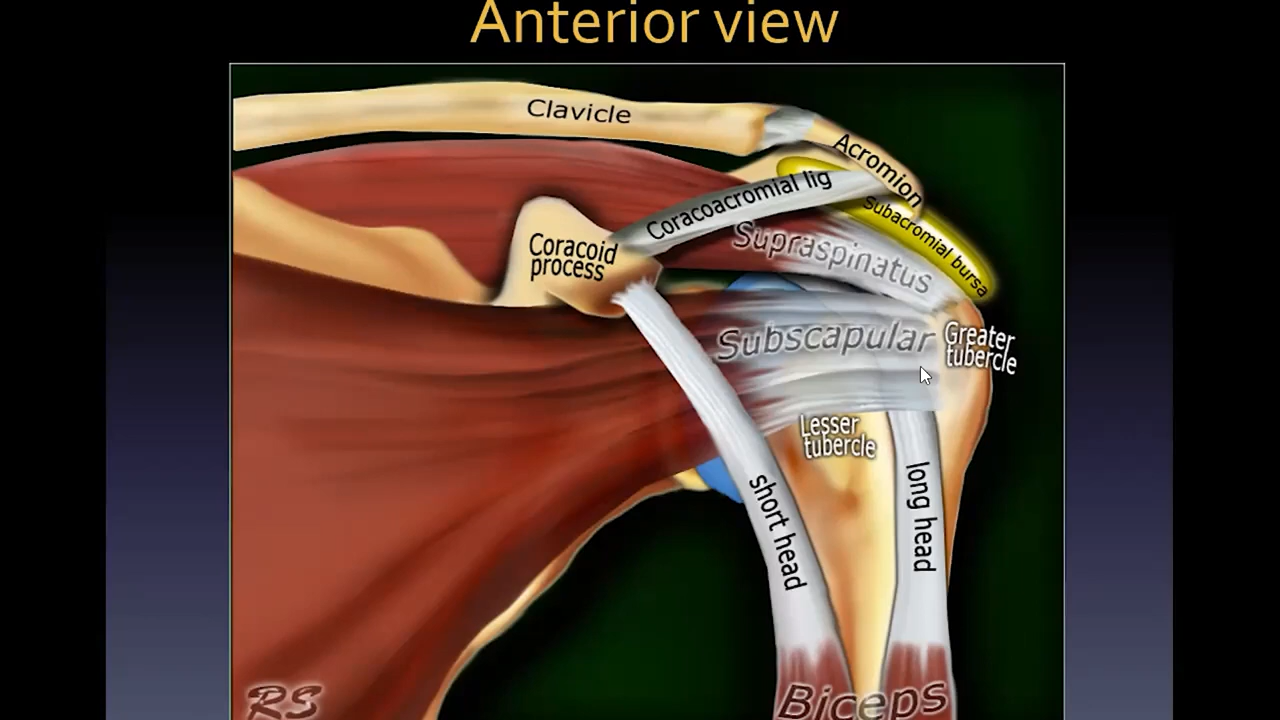 Anterior view
Clavicle
Acromion
Coracoacromial lig
Subacromial bursa
Supraspinatus
Coracoid
process
Subscapular
Greater
tubercle
Lesser
tubercle
short head
long head
Biceps
RS